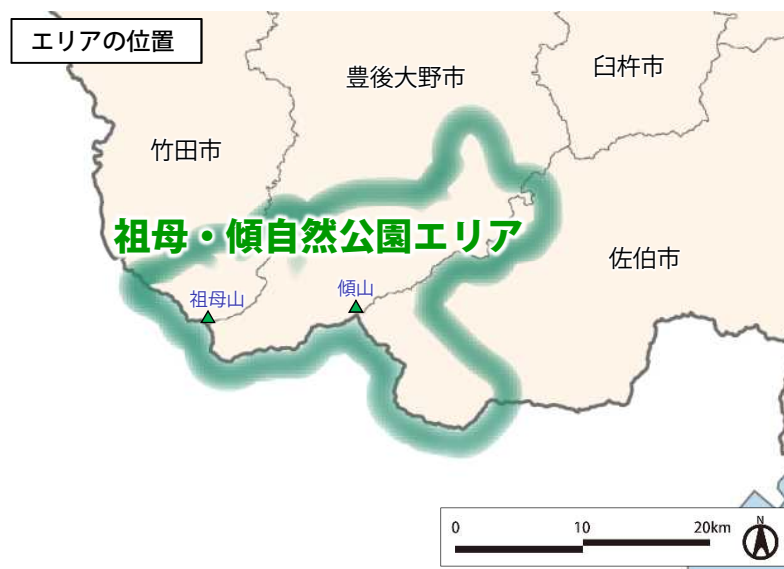 エリアの位置
臼杵市
豊後大野市
竹田市
祖母・傾自然公園エリア
佐伯市
傾山
祖母山
0 10 20km
N